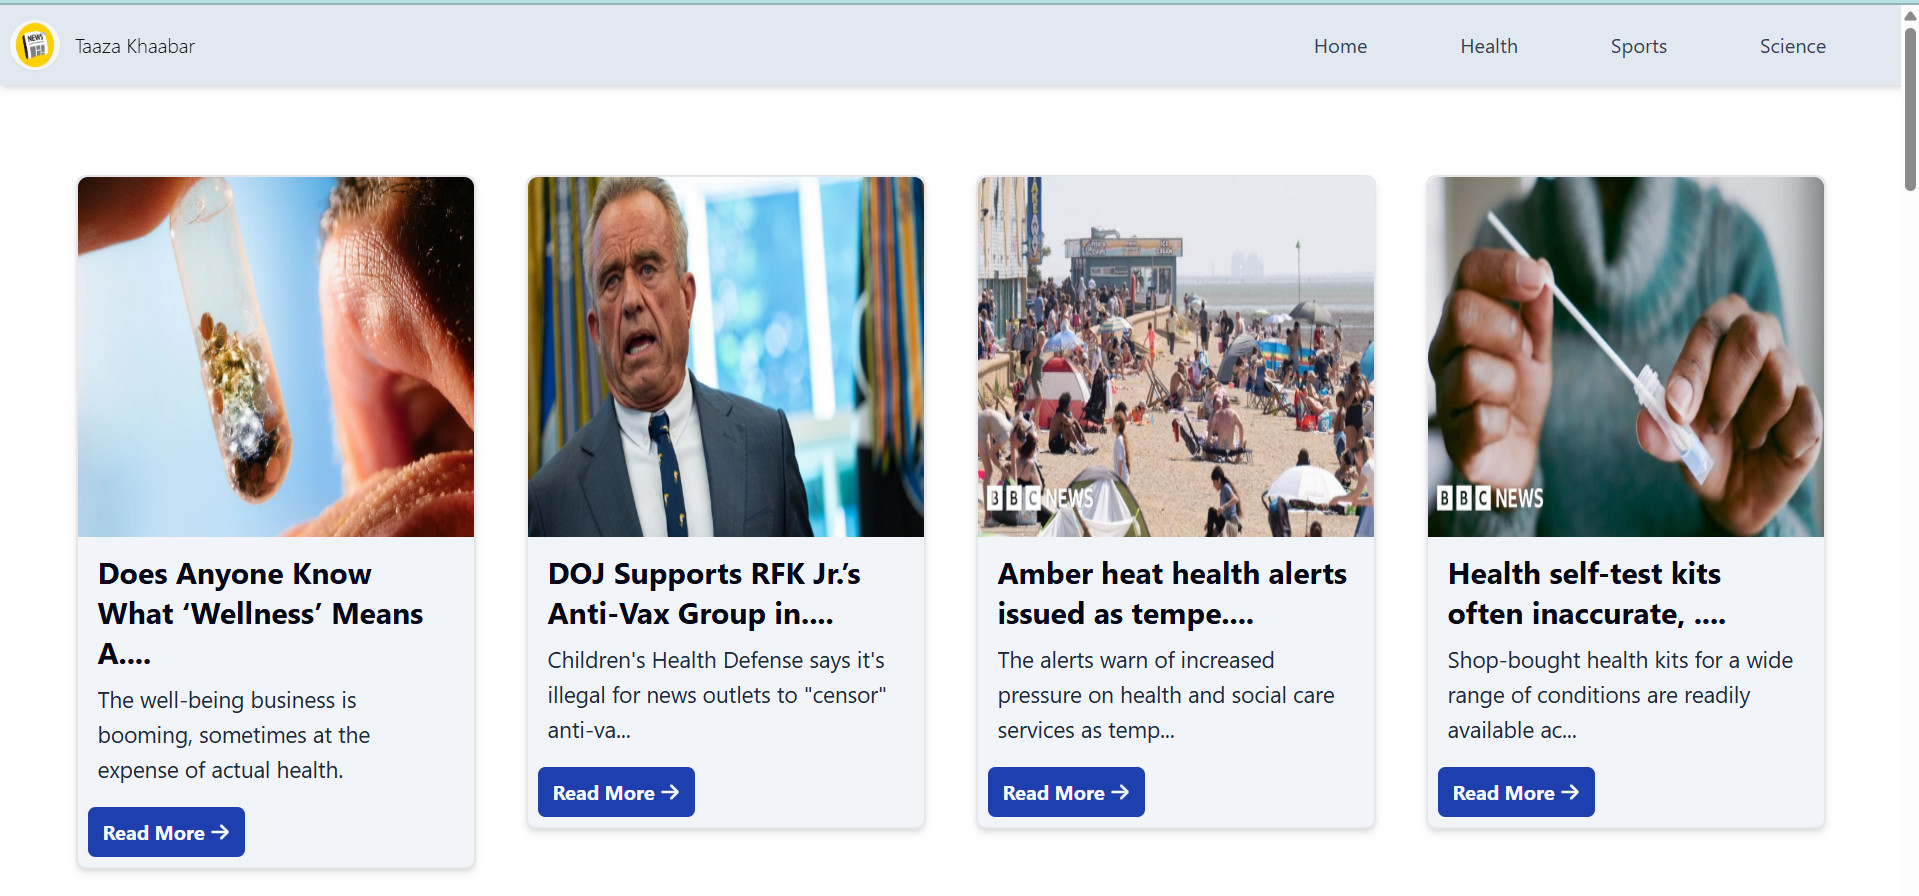 NEWS
Taaza Khaabar
Home
Health
Sports
Science
BBC NEWS
BBC NEWS
Does Anyone Know
What ‘Wellness’ Means
A....
The well-being business is
booming, sometimes at the
expense of actual health.
Read More →
DOJ Supports RFK Jr.’s
Anti-Vax Group in....
Children's Health Defense says it's
illegal for news outlets to "censor"
anti-va...
Read More →
Amber heat health alerts
issued as tempe....
The alerts warn of increased
pressure on health and social care
services as temp...
Read More →
Health self-test kits
often inaccurate, ....
Shop-bought health kits for a wide
range of conditions are readily
available ac...
Read More →